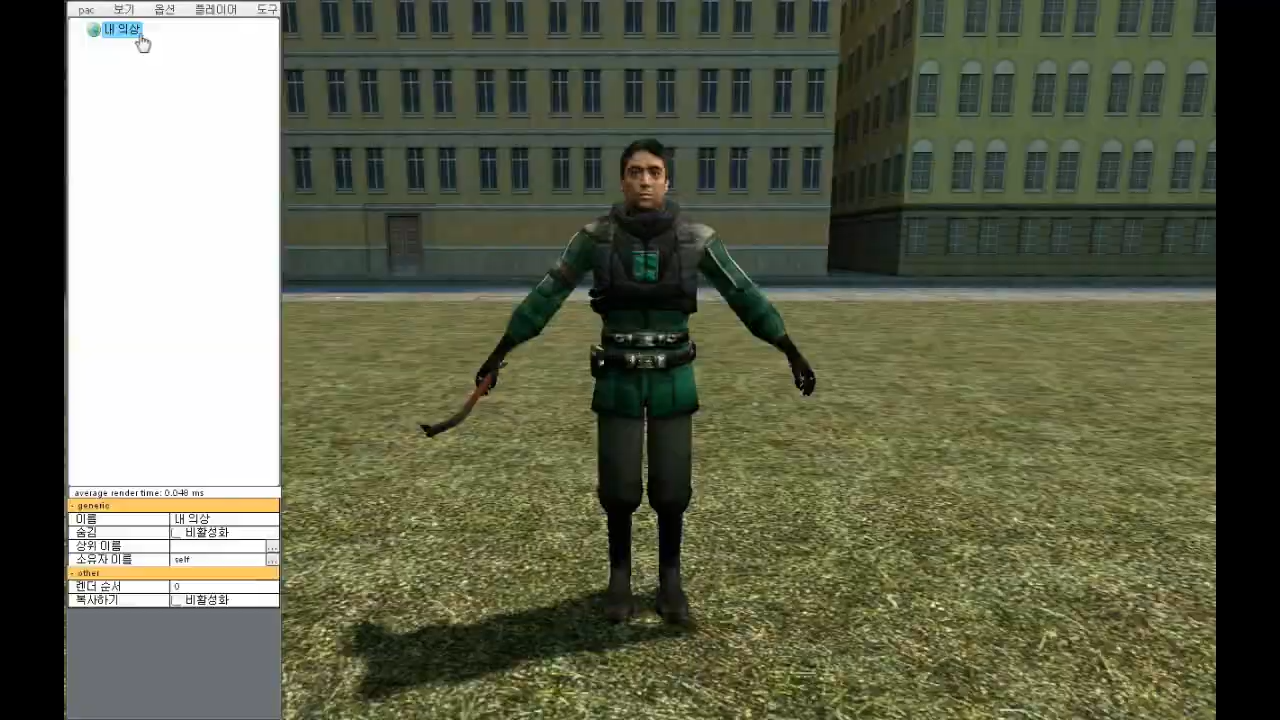 pac 보기 옵션 플레이어 도구
내 의상
average render time: 0.048 ms
- generic
이름 내 의상
숨김 비활성화
상위 이름 ...
소유자 이름 self ...
- other
렌더 순서 0
복사하기 비활성화